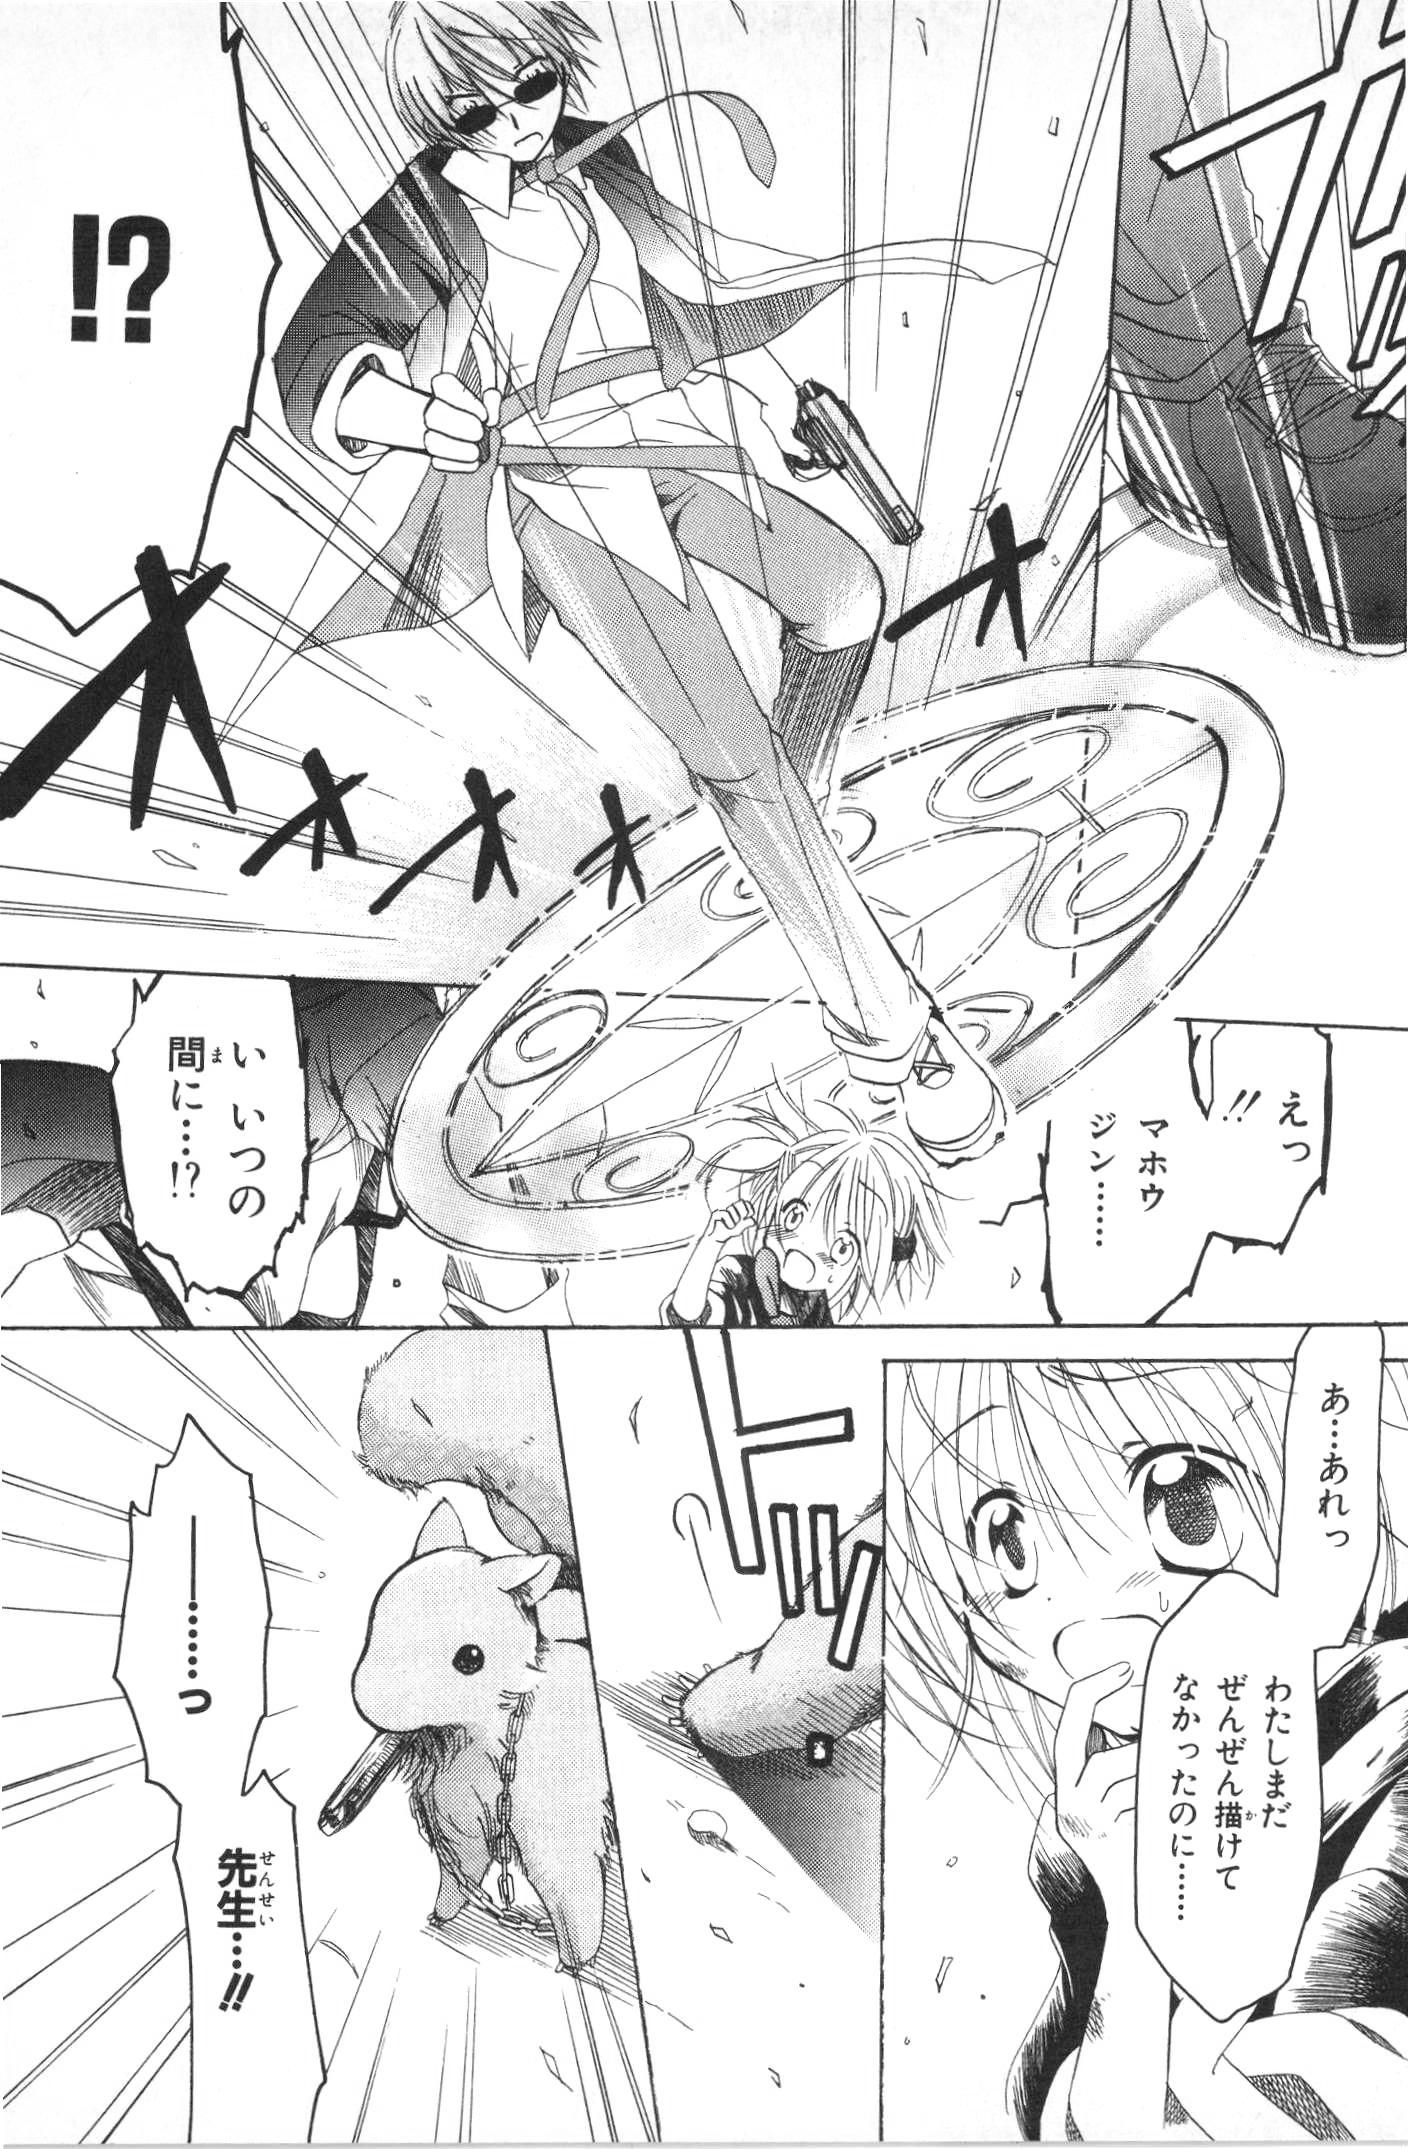 !?
オオオオオ
えっ
!!
マホウ
ジン……
いいつの
間に……!?
あ…あれっ
わたしまだ
ぜんぜん描けて
なかったのに……
ドッ
――………っ
先生…!!